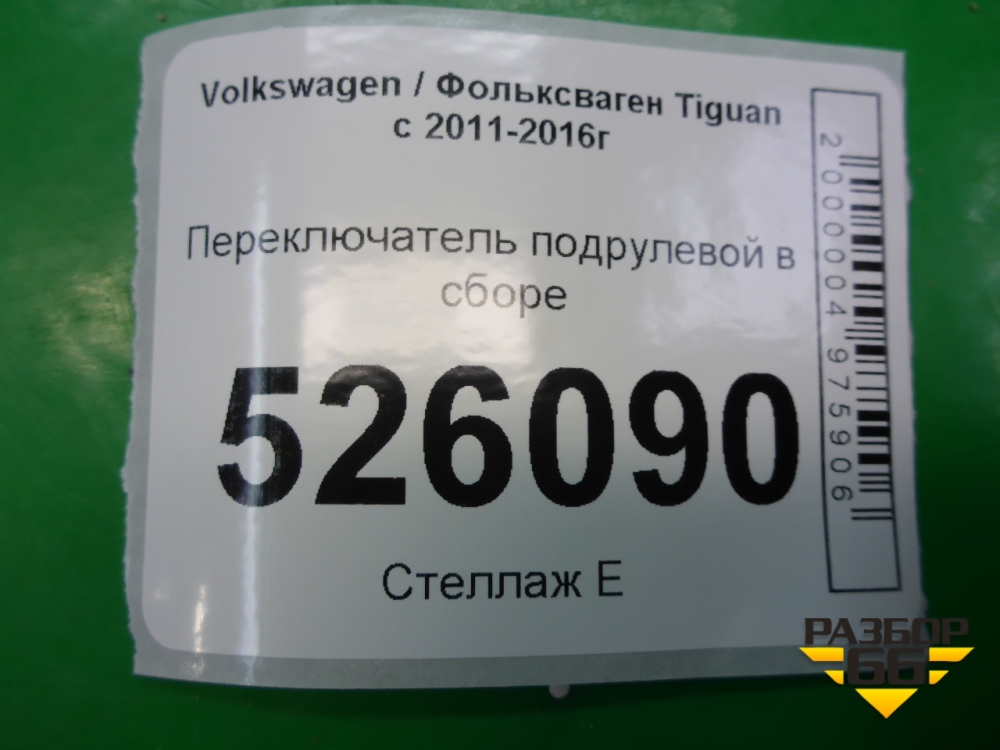 Volkswagen / Фольксваген Tiguan
с 2011-2016г
Переключатель подрулевой в
сборе
526090
Стеллаж Е
2000004975906
РАЗБОР
66